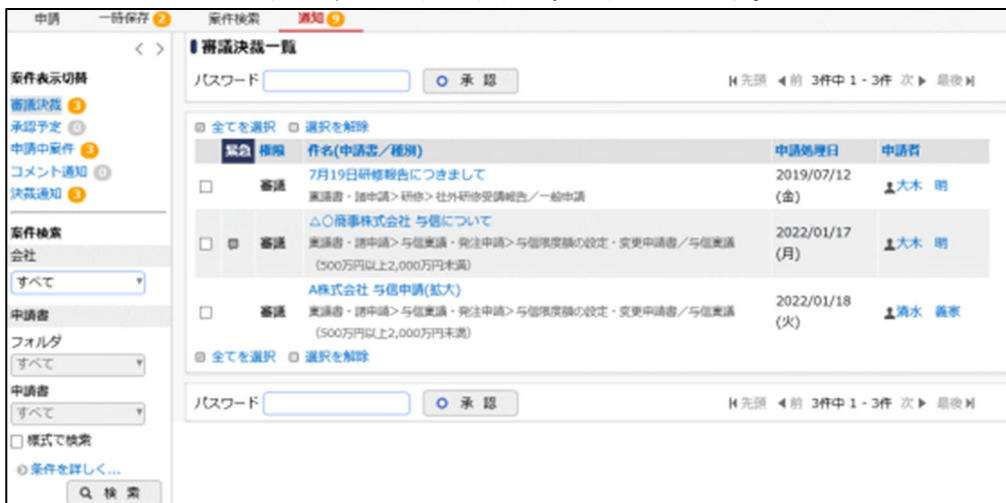 申請 一時保存 2 案件検索 通知 9
審議決裁一覧
パスワード 承認 先頭 前 3件中 1 - 3件 次 最後
案件表示切替
審議決裁 3
承認予定 0
申請中案件 3
コメント通知 0
決裁通知 3
案件検索
会社
すべて
申請書
フォルダ
すべて
申請書
すべて
様式で検索
条件を詳しく...
検索
全てを選択 選択を解除
緊急 権限 件名(申請書/種別) 申請処理日 申請者
審議 7月19日研修報告につきまして 2019/07/12 (金) 大木 明
稟議書・諸申請>研修>社外研修受講報告/一般申請
審議 △〇商事株式会社 与信について 2022/01/17 (月) 大木 明
稟議書・諸申請>与信稟議・発注申請>与信限度額の設定・変更申請書/与信稟議
(500万円以上2,000万円未満)
審議 A株式会社 与信申請(拡大) 2022/01/18 (火) 清水 義家
稟議書・諸申請>与信稟議・発注申請>与信限度額の設定・変更申請書/与信稟議
(500万円以上2,000万円未満)
全てを選択 選択を解除
パスワード 承認 先頭 前 3件中 1 - 3件 次 最後